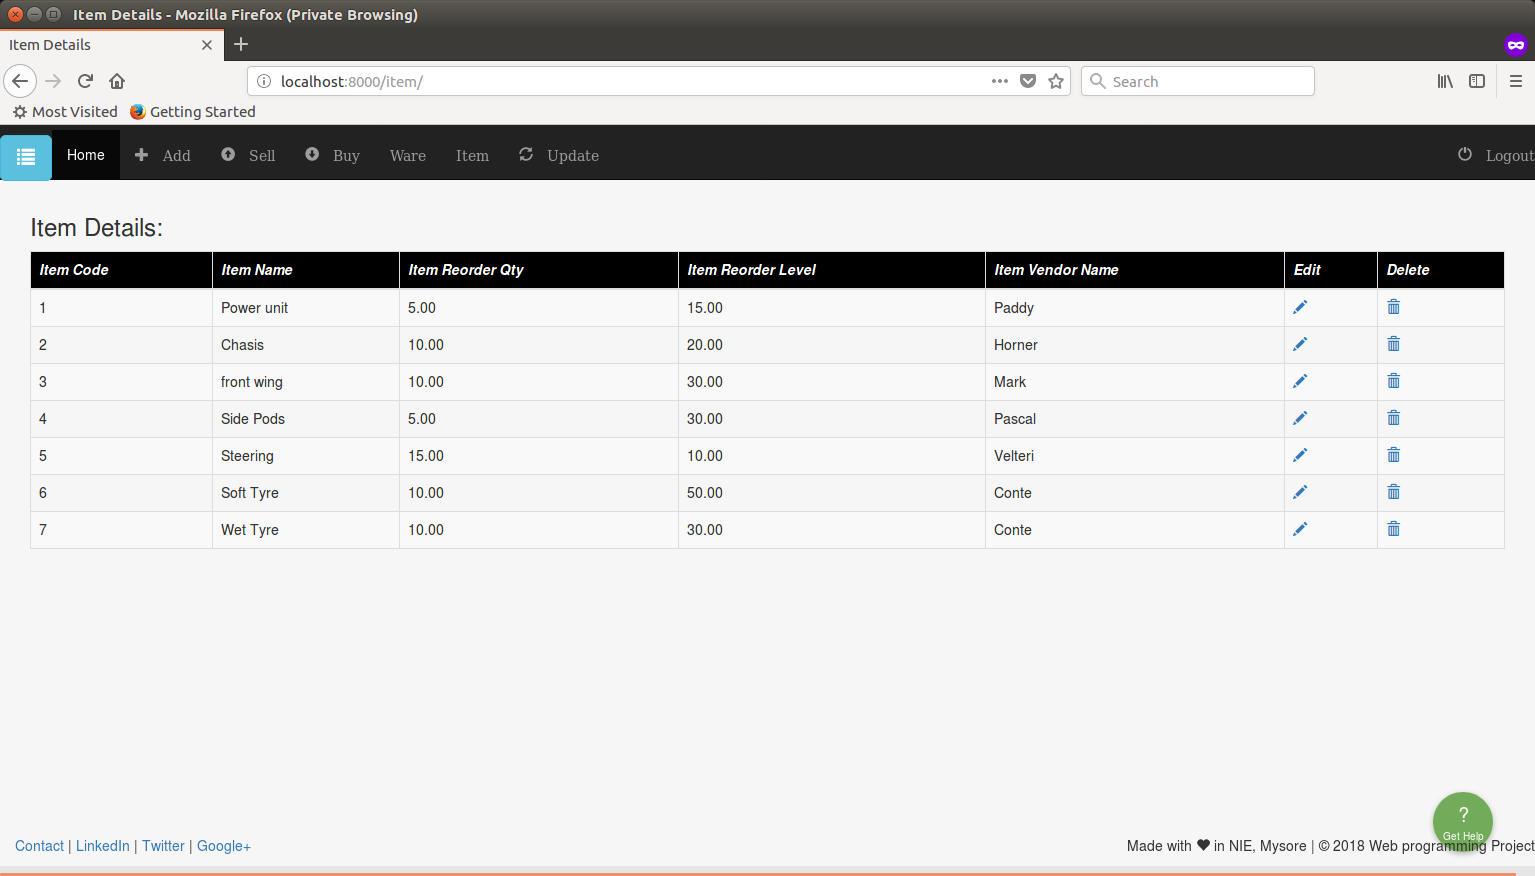 Item Details - Mozilla Firefox (Private Browsing)
Item Details
localhost:8000/item/
Search
Most Visited Getting Started
Home Add Sell Buy Ware Item Update Logout
Item Details:
Item Code Item Name Item Reorder Qty Item Reorder Level Item Vendor Name Edit Delete
1 Power unit 5.00 15.00 Paddy
2 Chasis 10.00 20.00 Horner
3 front wing 10.00 30.00 Mark
4 Side Pods 5.00 30.00 Pascal
5 Steering 15.00 10.00 Velteri
6 Soft Tyre 10.00 50.00 Conte
7 Wet Tyre 10.00 30.00 Conte
?
Get Help
Contact | LinkedIn | Twitter | Google+ Made with ♥ in NIE, Mysore | © 2018 Web programming Project